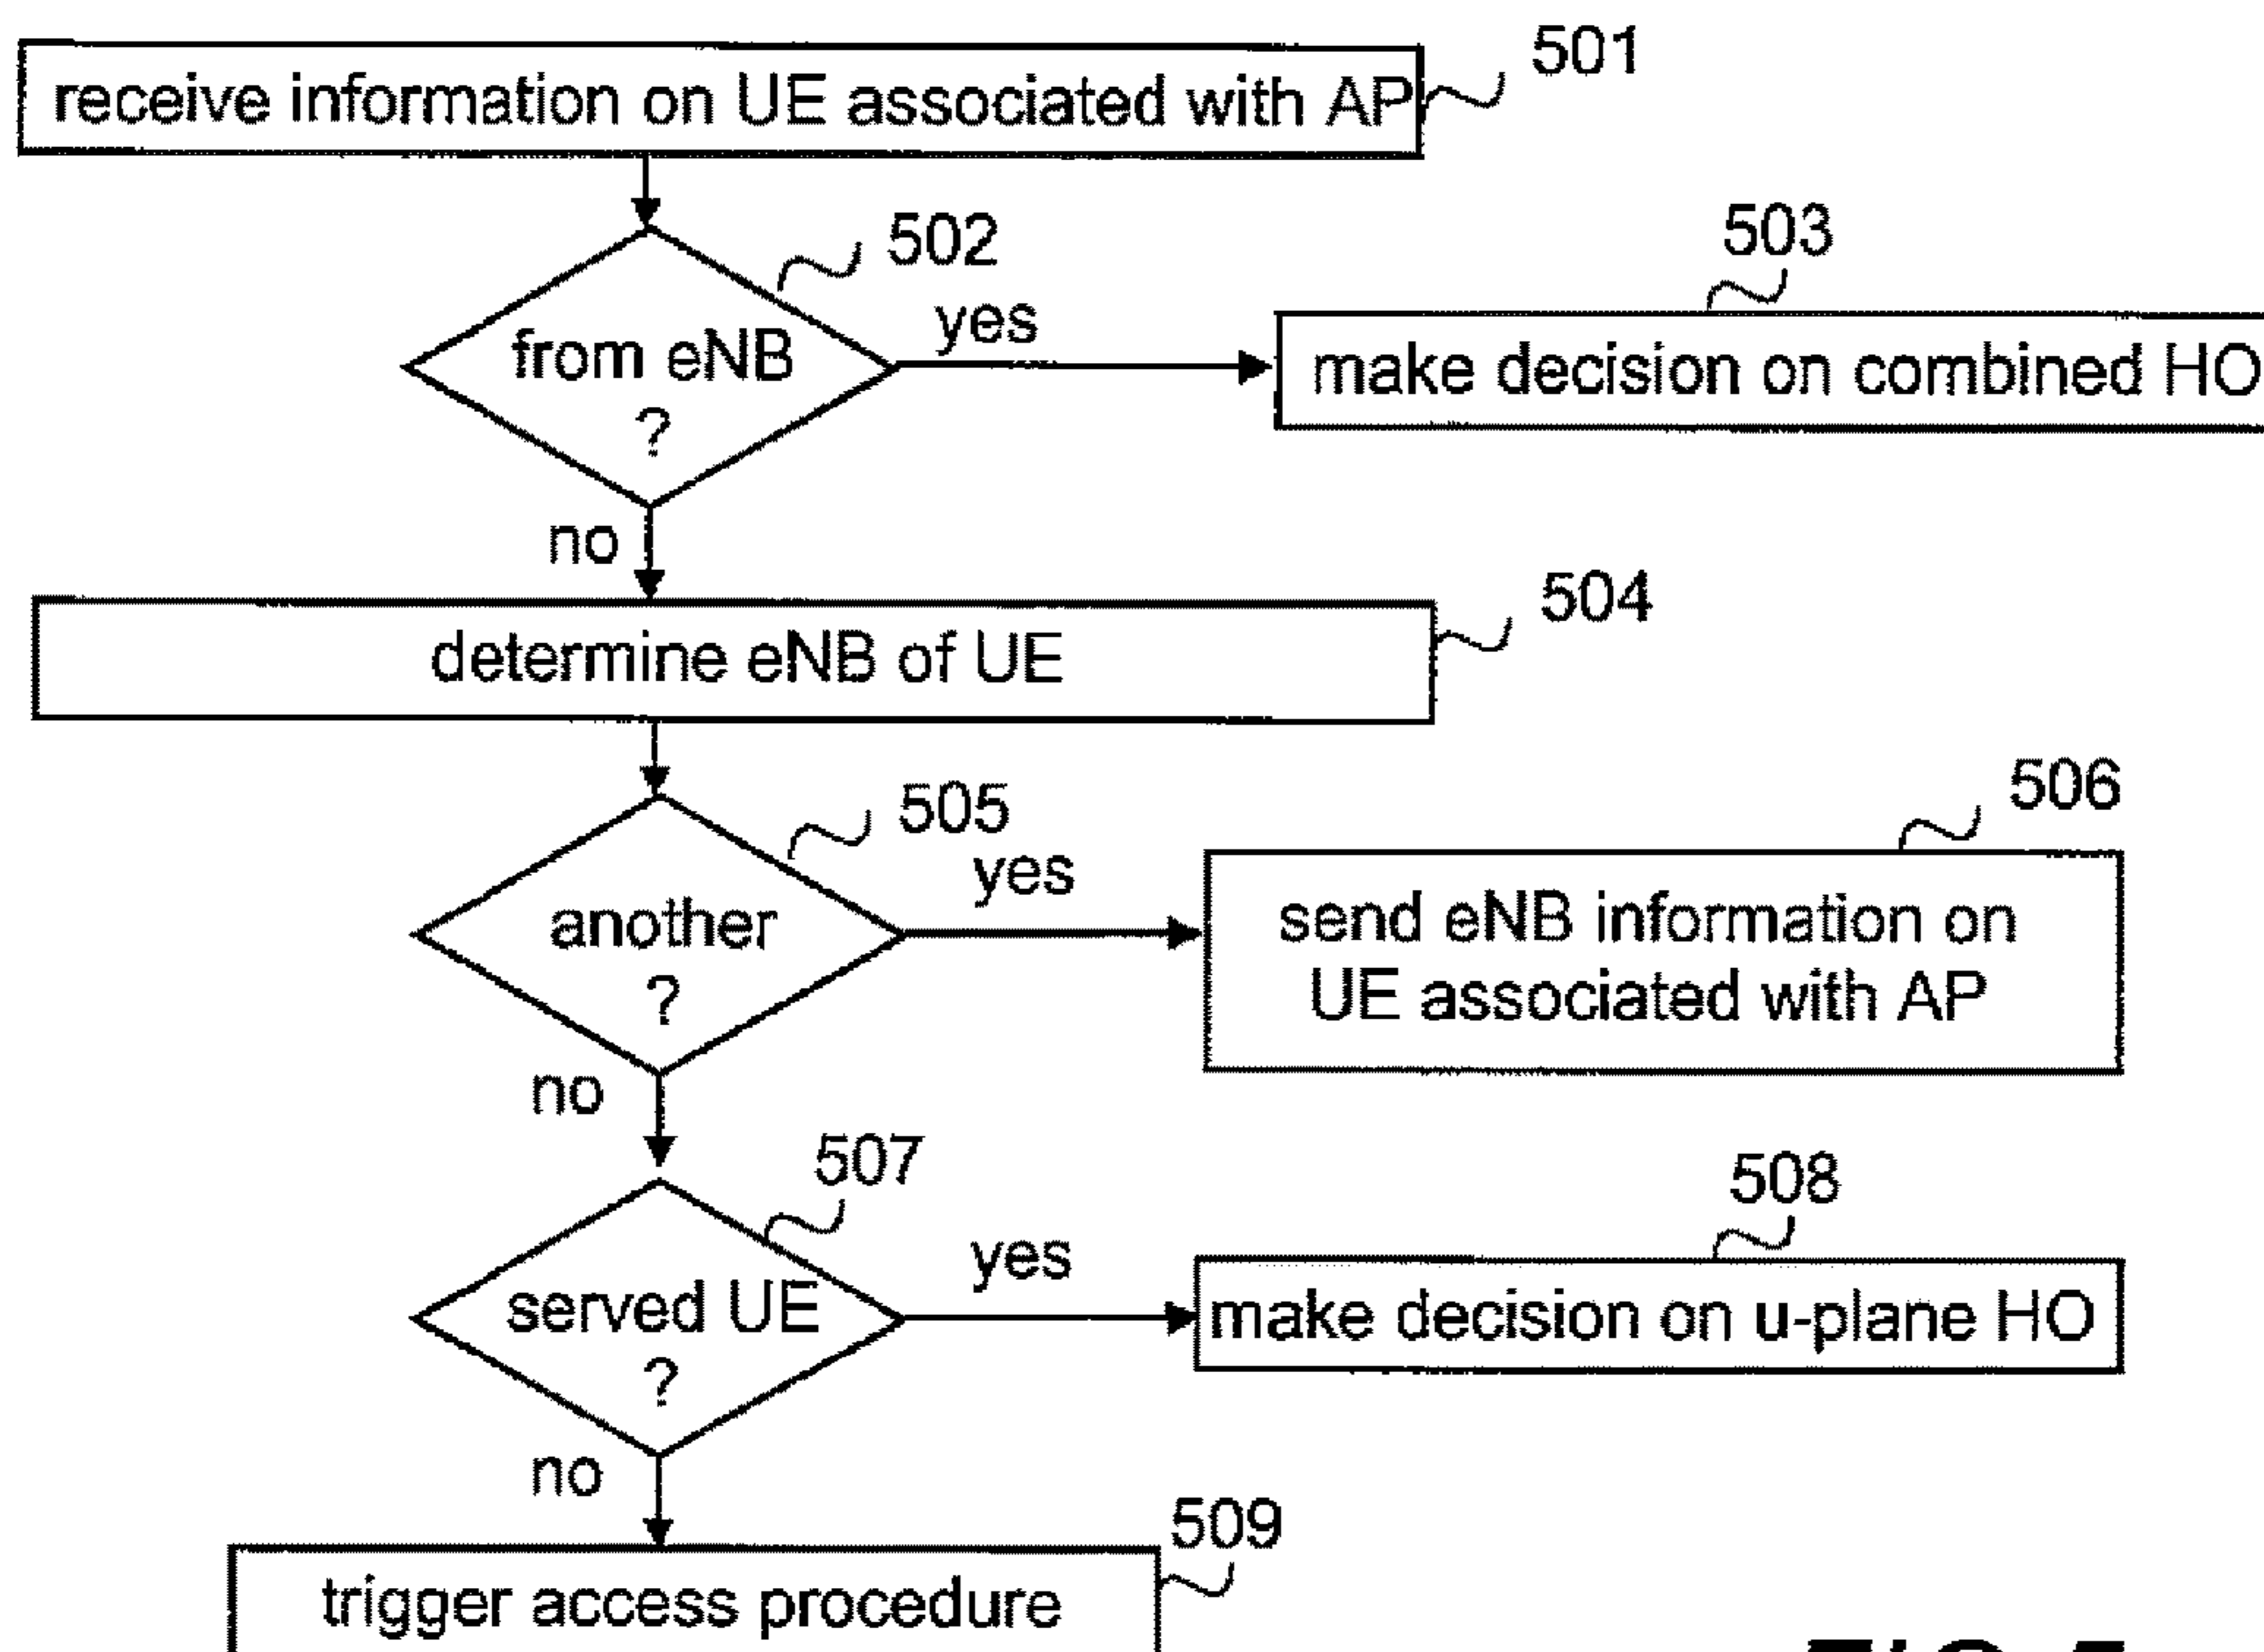 receive information on UE associated with AP
501
502
from eNB
?
yes
503
make decision on combined HO
no
504
determine eNB of UE
505
another
?
yes
506
send eNB information on
UE associated with AP
no
507
served UE
?
yes
508
make decision on u-plane HO
no
509
trigger access procedure